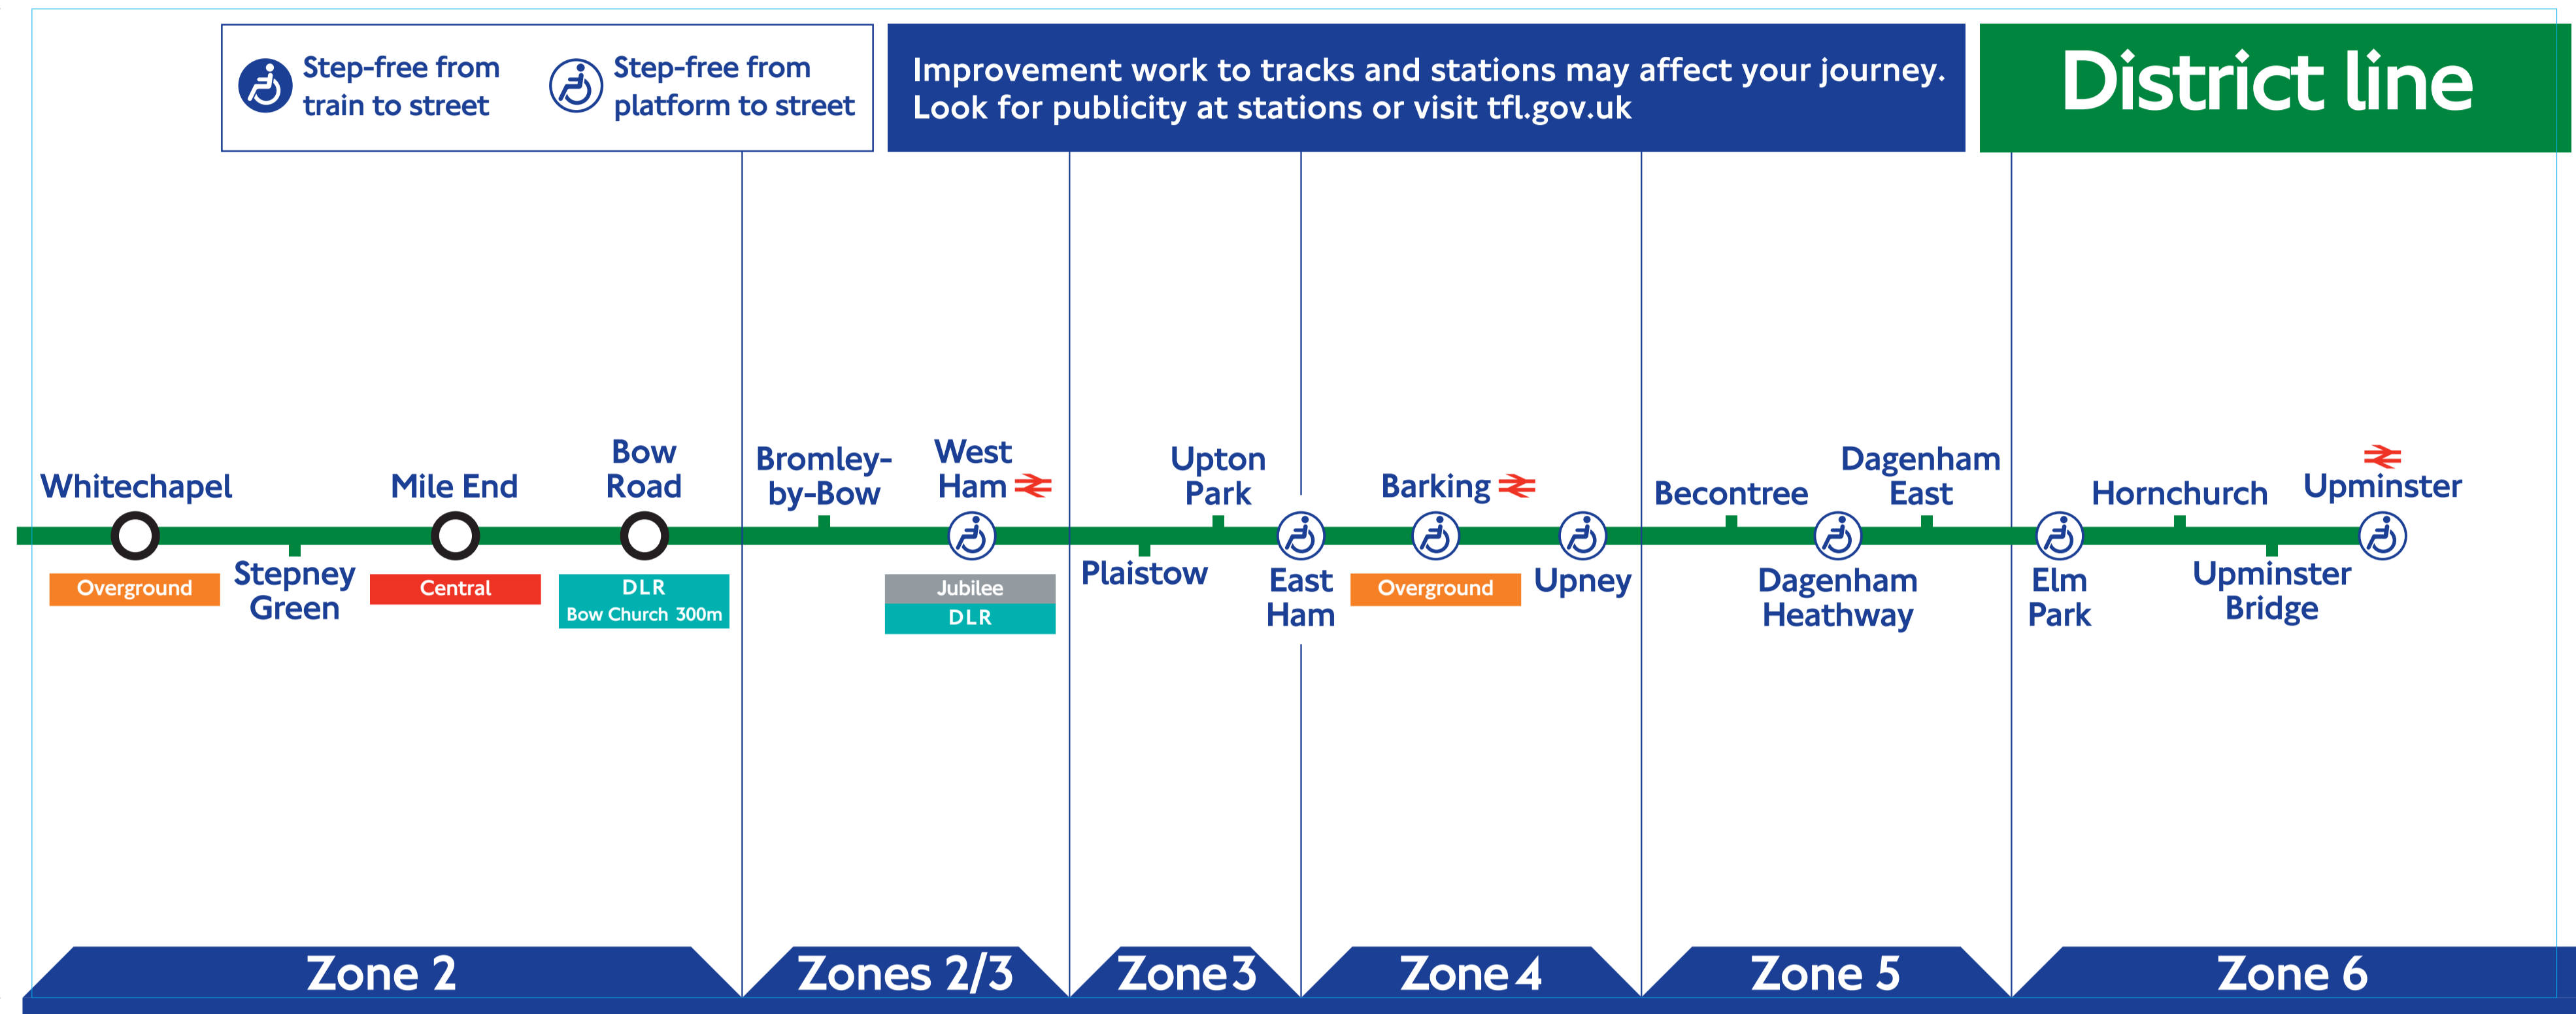 Step-free from
train to street
Step-free from
platform to street
Improvement work to tracks and stations may affect your journey.
Look for publicity at stations or visit tfl.gov.uk
District line
Whitechapel
Overground
Stepney
Green
Mile End
Central
Bow
Road
DLR
Bow Church 300m
Bromley-
by-Bow
West
Ham
Jubilee
DLR
Plaistow
Upton
Park
East
Ham
Barking
Overground
Upney
Becontree
Dagenham
Heathway
Dagenham
East
Elm
Park
Hornchurch
Upminster
Bridge
Upminster
Zone 2
Zones 2/3
Zone 3
Zone 4
Zone 5
Zone 6